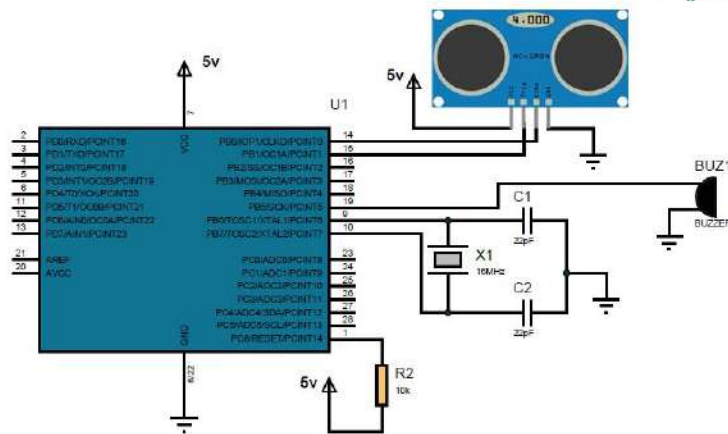 4.000
HC-SR04
VCC
TRIG
ECHO
GND
5v
5v
U1
7
VCC
2 PD0/RXD/PCINT16
3 PD1/TXD/PCINT17
4 PD2/INT0/PCINT18
5 PD3/INT1/OC2B/PCINT19
6 PD4/T0/XCK/PCINT20
11 PD5/T1/OC0B/PCINT21
12 PD6/AIN0/OC0A/PCINT22
13 PD7/AIN1/PCINT23
21 AREF
20 AVCC
PB0/ICP1/CLKO/PCINT0 14
PB1/OC1A/PCINT1 15
PB2/SS/OC1B/PCINT2 16
PB3/MOSI/OC2A/PCINT3 17
PB4/MISO/PCINT4 18
PB5/SCK/PCINT5 19
PB6/TOSC1/XTAL1/PCINT6 9
PB7/TOSC2/XTAL2/PCINT7 10
PC0/ADC0/PCINT8 23
PC1/ADC1/PCINT9 24
PC2/ADC2/PCINT10 25
PC3/ADC3/PCINT11 26
PC4/ADC4/SDA/PCINT12 27
PC5/ADC5/SCL/PCINT13 28
PC6/RESET/PCINT14 1
GND
8/22
BUZ1
BUZZER
C1
22pF
X1
16MHz
C2
22pF
5v
R2
10k